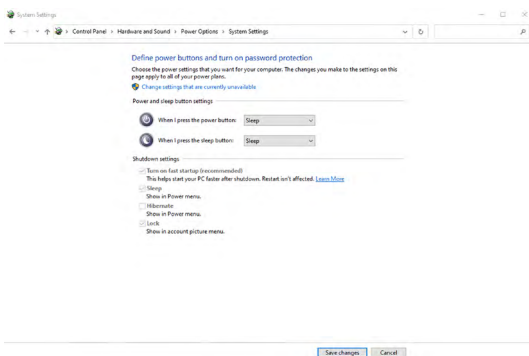 System Settings
Control Panel > Hardware and Sound > Power Options > System Settings
Define power buttons and turn on password protection
Choose the power settings that you want for your computer. The changes you make to the settings on this
page apply to all of your power plans.
Change settings that are currently unavailable
Power and sleep button settings
When I press the power button: Sleep
When I press the sleep button: Sleep
Shutdown settings
Turn on fast startup (recommended)
This helps start your PC faster after shutdown. Restart isn't affected. Learn More
Sleep
Show in Power menu.
Hibernate
Show in Power menu.
Lock
Show in account picture menu.
Save changes Cancel